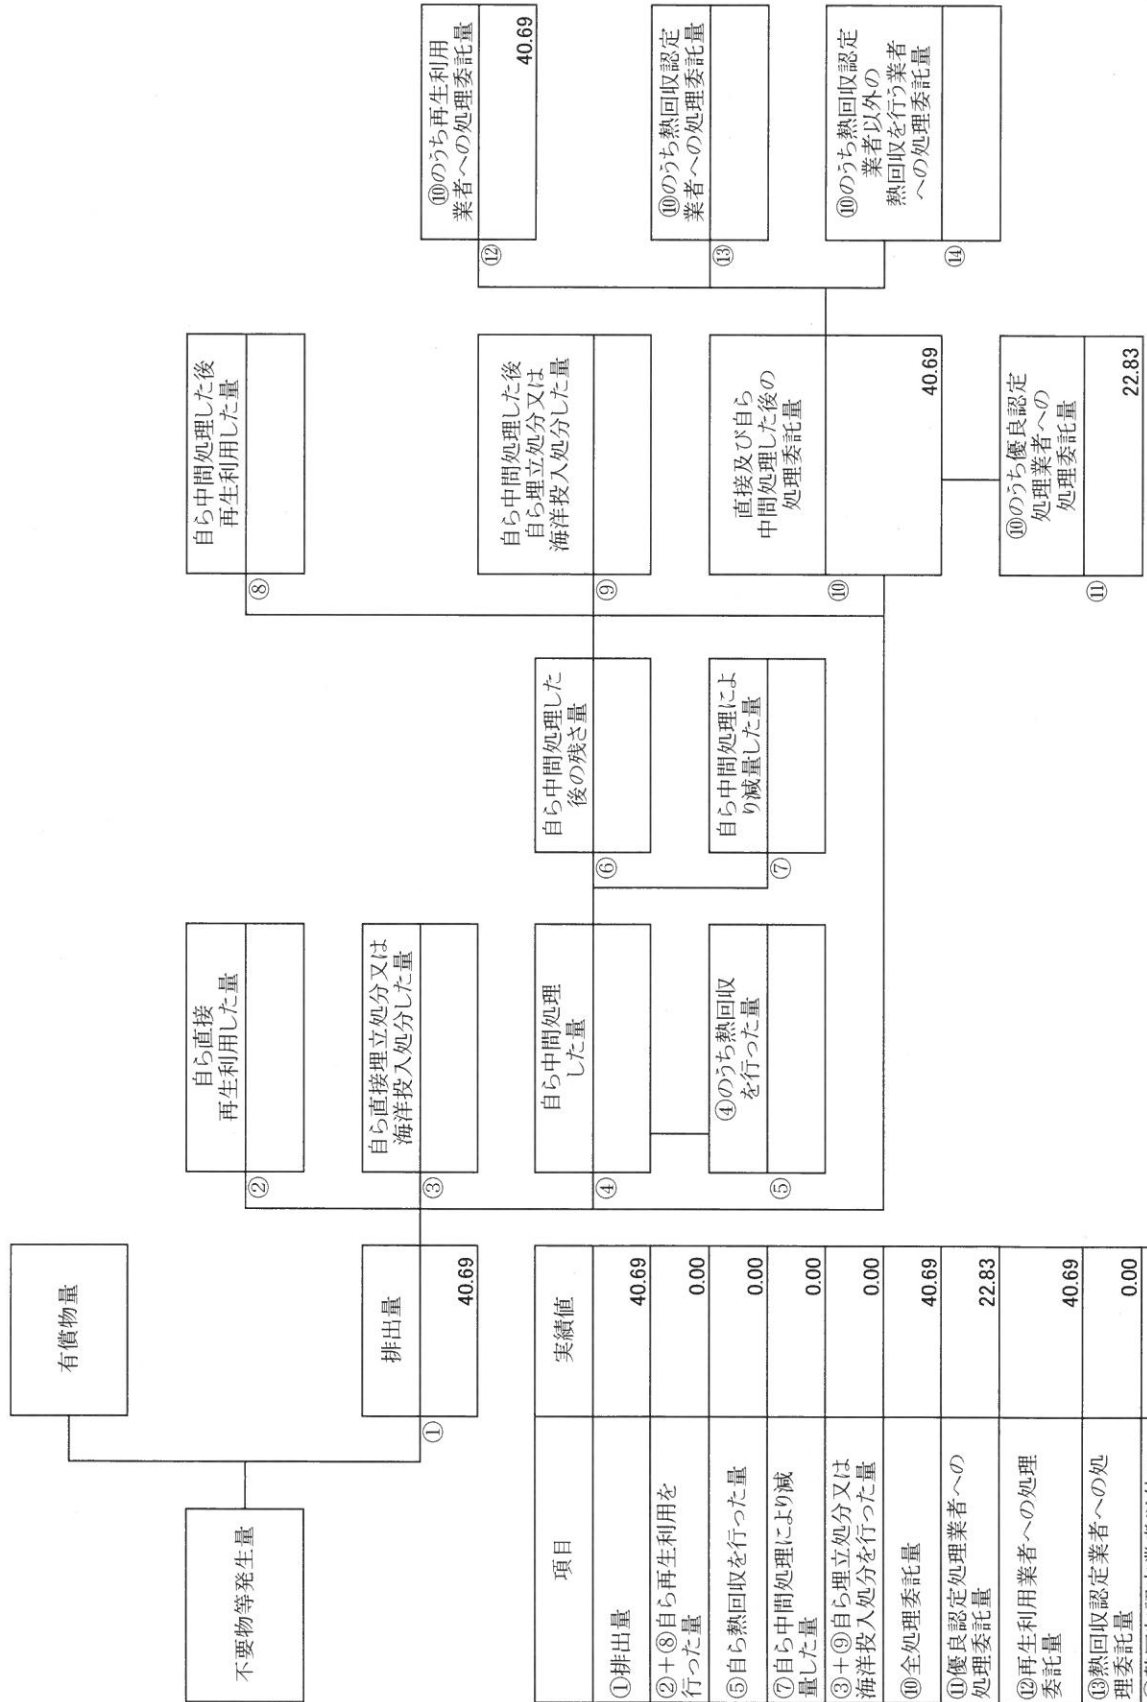 不要物等発生量
有償物量
①
排出量
40.69
②
自ら直接
再生利用した量
③
自ら直接埋立処分又は
海洋投入処分した量
④
自ら中間処理
した量
⑤
④のうち熱回収
を行った量
⑥
自ら中間処理した
後の残さ量
⑦
自ら中間処理によ
り減量した量
⑧
自ら中間処理した後
再生利用した量
⑨
自ら中間処理した後
自ら埋立処分又は
海洋投入処分した量
⑩
直接及び自ら
中間処理した後の
処理委託量
40.69
⑪
⑩のうち優良認定
処理業者への
処理委託量
22.83
⑫
⑩のうち再生利用
業者への処理委託量
40.69
⑬
⑩のうち熱回収認定
業者への処理委託量
⑭
⑩のうち熱回収認定
業者以外の
熱回収を行う業者
への処理委託量
項目 実績値
①排出量 40.69
②+⑧自ら再生利用を
行った量 0.00
⑤自ら熱回収を行った量 0.00
⑦自ら中間処理により減
量した量 0.00
③+⑨自ら埋立処分又は
海洋投入処分を行った量 0.00
⑩全処理委託量 40.69
⑪優良認定処理業者への
処理委託量 22.83
⑫再生利用業者への処理
委託量 40.69
⑬熱回収認定業者への処
理委託量 0.00